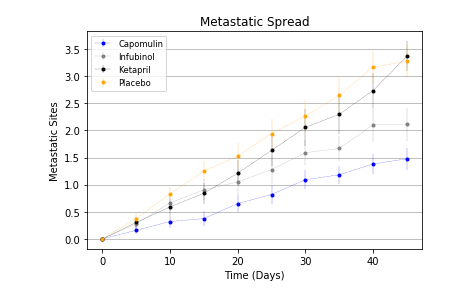 Metastatic Spread
Capomulin
Infubinol
Ketapril
Placebo
Metastatic Sites
3.5
3.0
2.5
2.0
1.5
1.0
0.5
0.0
0 10 20 30 40
Time (Days)